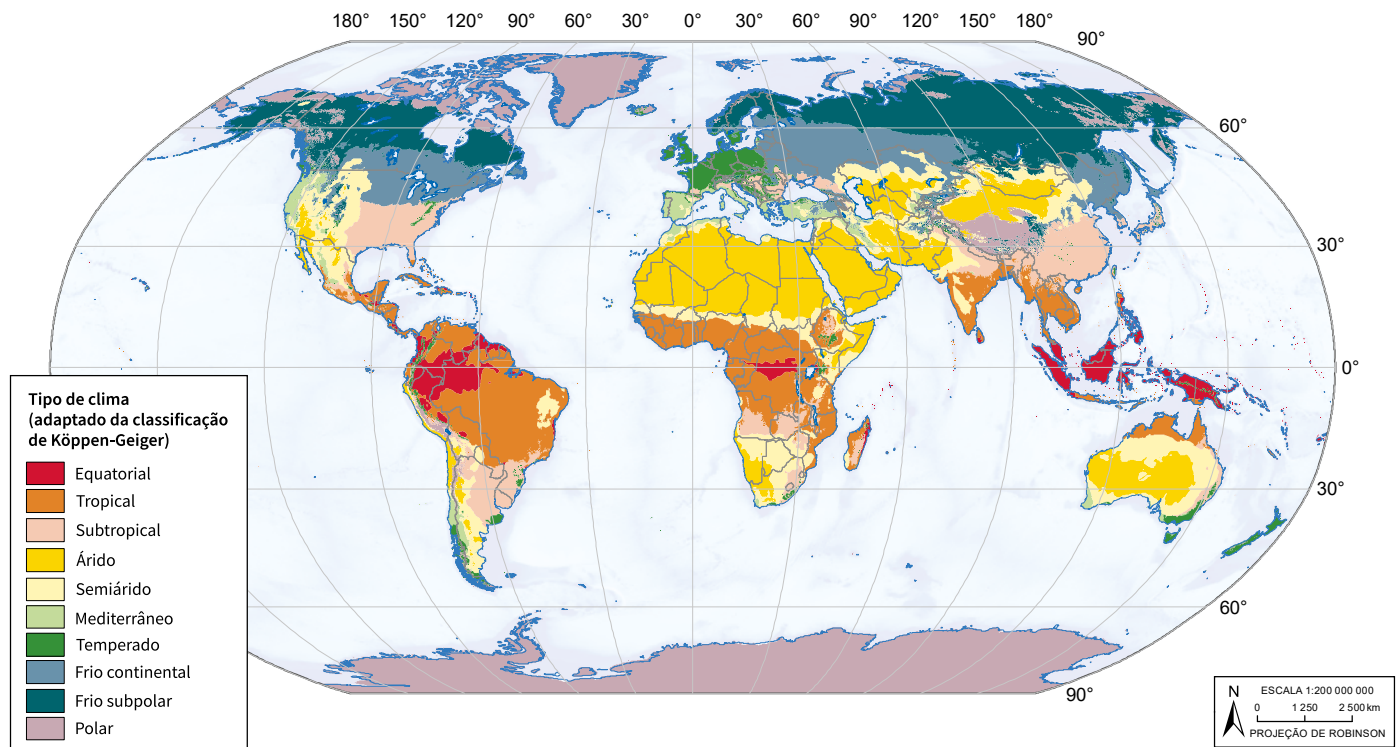 180° 150° 120° 90° 60° 30° 0° 30° 60° 90° 120° 150° 180°
90°
60°
30°
0°
30°
60°
90°
Tipo de clima
(adaptado da classificação
de Köppen-Geiger)
Equatorial
Tropical
Subtropical
Árido
Semiárido
Mediterrâneo
Temperado
Frio continental
Frio subpolar
Polar
N
ESCALA 1:200 000 000
0 1 250 2 500 km
PROJEÇÃO DE ROBINSON